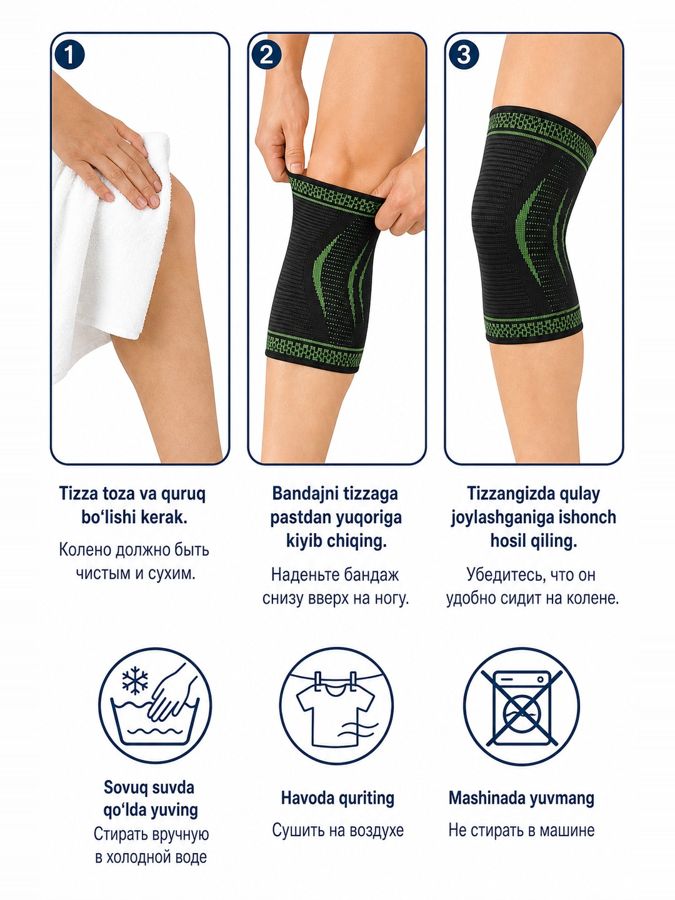 1
2
3
Tizza toza va quruq
bo‘lishi kerak.
Колено должно быть
чистым и сухим.
Bandajni tizzaga
pastdan yuqoriga
kiyib chiqing.
Наденьте бандаж
снизу вверх на ногу.
Tizzangizda qulay
joylashganiga ishonch
hosil qiling.
Убедитесь, что он
удобно сидит на колене.
Sovuq suvda
qo‘lda yuving
Стирать вручную
в холодной воде
Havoda quriting
Сушить на воздухе
Mashinada yuvmang
Не стирать в машине